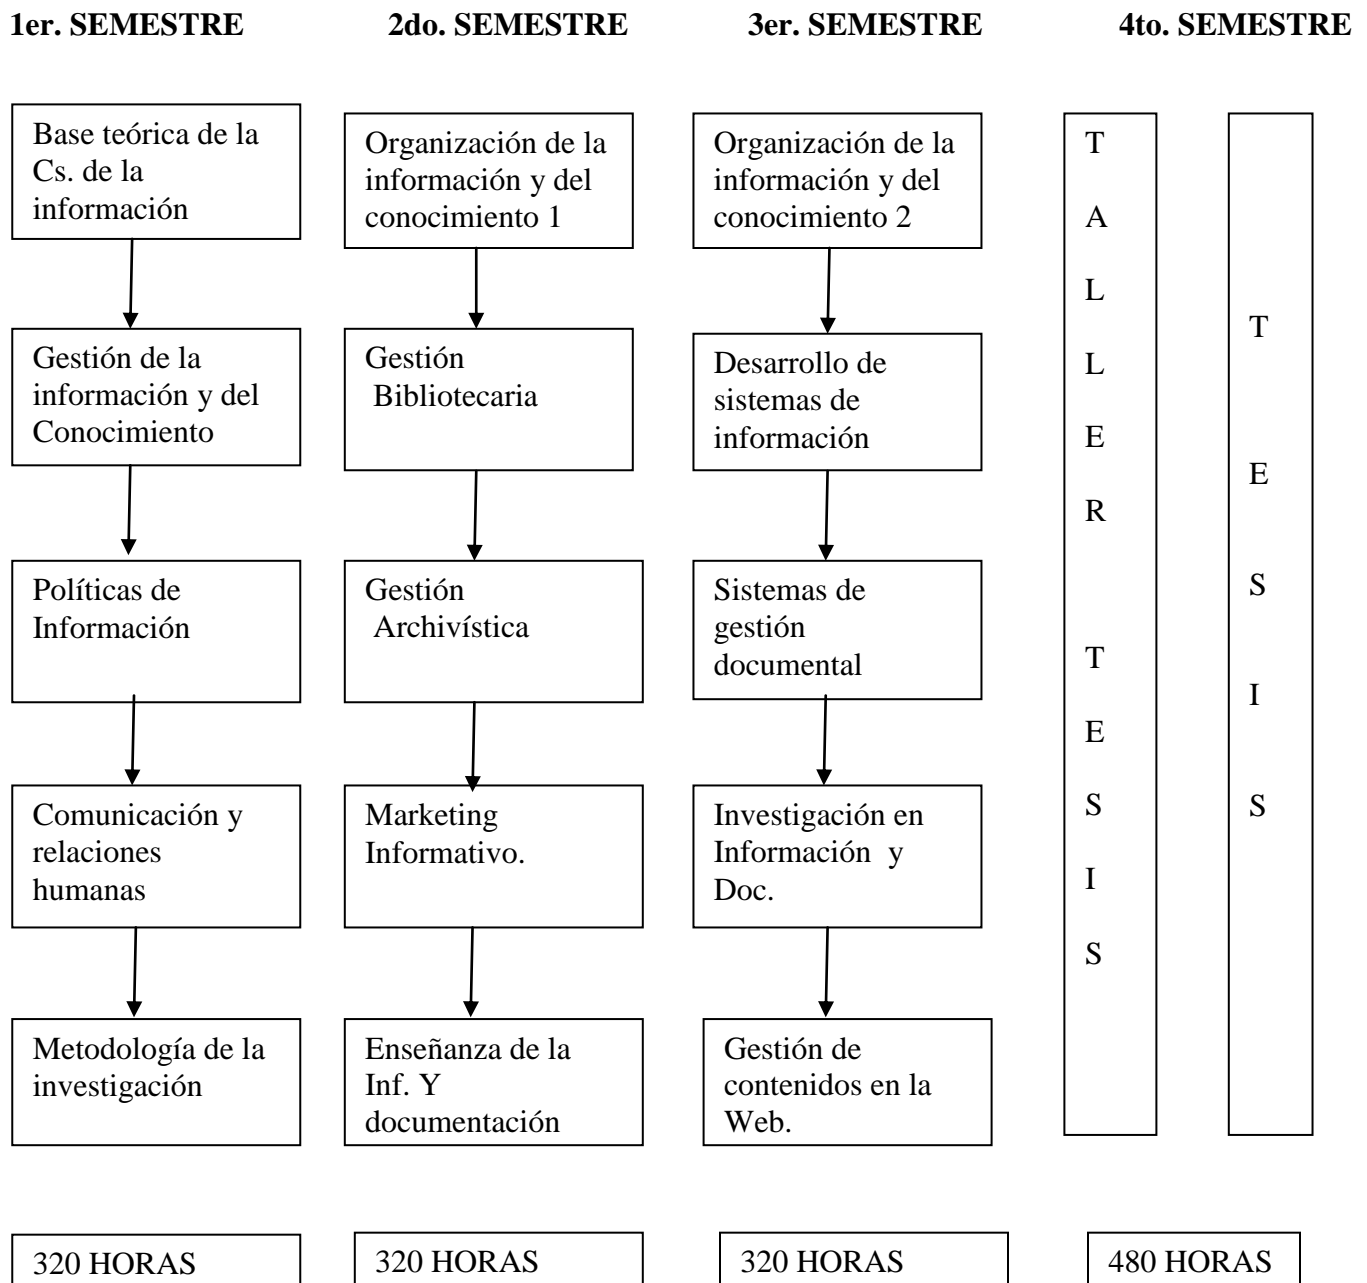 1er. SEMESTRE
2do. SEMESTRE
3er. SEMESTRE
4to. SEMESTRE
Base teórica de la
Cs. de la
información
Gestión de la
información y del
Conocimiento
Políticas de
Información
Comunicación y
relaciones
humanas
Metodología de la
investigación
320 HORAS
Organización de la
información y del
conocimiento 1
Gestión
Bibliotecaria
Gestión
Archivística
Marketing
Informativo.
Enseñanza de la
Inf. Y
documentación
320 HORAS
Organización de la
información y del
conocimiento 2
Desarrollo de
sistemas de
información
Sistemas de
gestión
documental
Investigación en
Información y
Doc.
Gestión de
contenidos en la
Web.
320 HORAS
T
A
L
L
E
R
T
E
S
I
S
T
E
S
I
S
480 HORAS